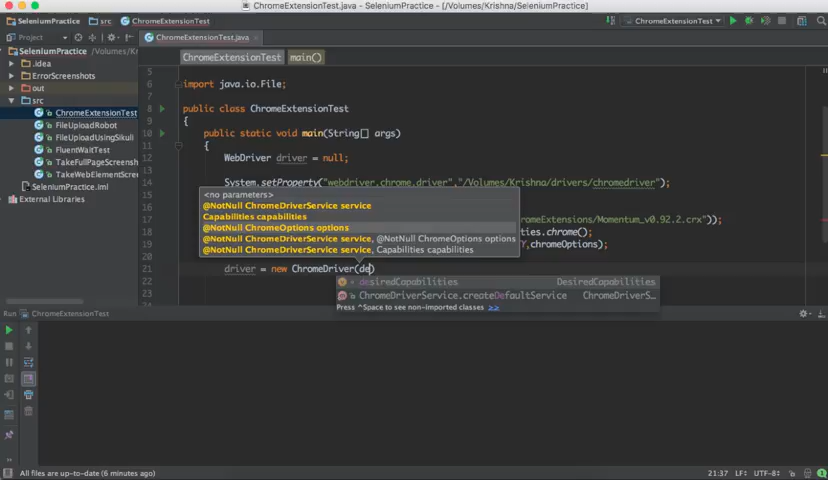 ChromeExtensionTest.java - SeleniumPractice - [/Volumes/Krishna/SeleniumPractice]
SeleniumPractice src ChromeExtensionTest ChromeExtensionTest
Project ChromeExtensionTest.java
SeleniumPractice /Volumes/Kr
.idea
ErrorScreenshots
out
src
ChromeExtensionTest
FileUploadRobot
FileUploadUsingSikuli
FluentWaitTest
TakeFullPageScreensh
TakeWebElementScree
SeleniumPractice.iml
External Libraries
ChromeExtensionTest main()
5
6 import java.io.File;
7
8 public class ChromeExtensionTest
9 {
10 public static void main(String[] args)
11 {
12 WebDriver driver = null;
13
14 System.setProperty("webdriver.chrome.driver","/Volumes/Krishna/drivers/chromedriver");
15
<no parameters>
@NotNull ChromeDriverService service
Capabilities capabilities
@NotNull ChromeOptions options
@NotNull ChromeDriverService service, @NotNull ChromeOptions options
@NotNull ChromeDriverService service, Capabilities capabilities
17 romeExtensions/Momentum_v0.92.2.crx"));
18 ties.chrome();
19 Y,chromeOptions);
20
21 driver = new ChromeDriver(de)
22
23
desiredCapabilities DesiredCapabilities
ChromeDriverService.createDefaultService ChromeDriverS...
Press ^Space to see non-imported classes >>
Run ChromeExtensionTest
All files are up-to-date (6 minutes ago) 21:37 LF÷ UTF-8÷